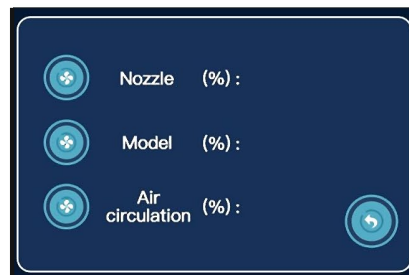 Nozzle (%) :
Model (%) :
Air
circulation (%) :